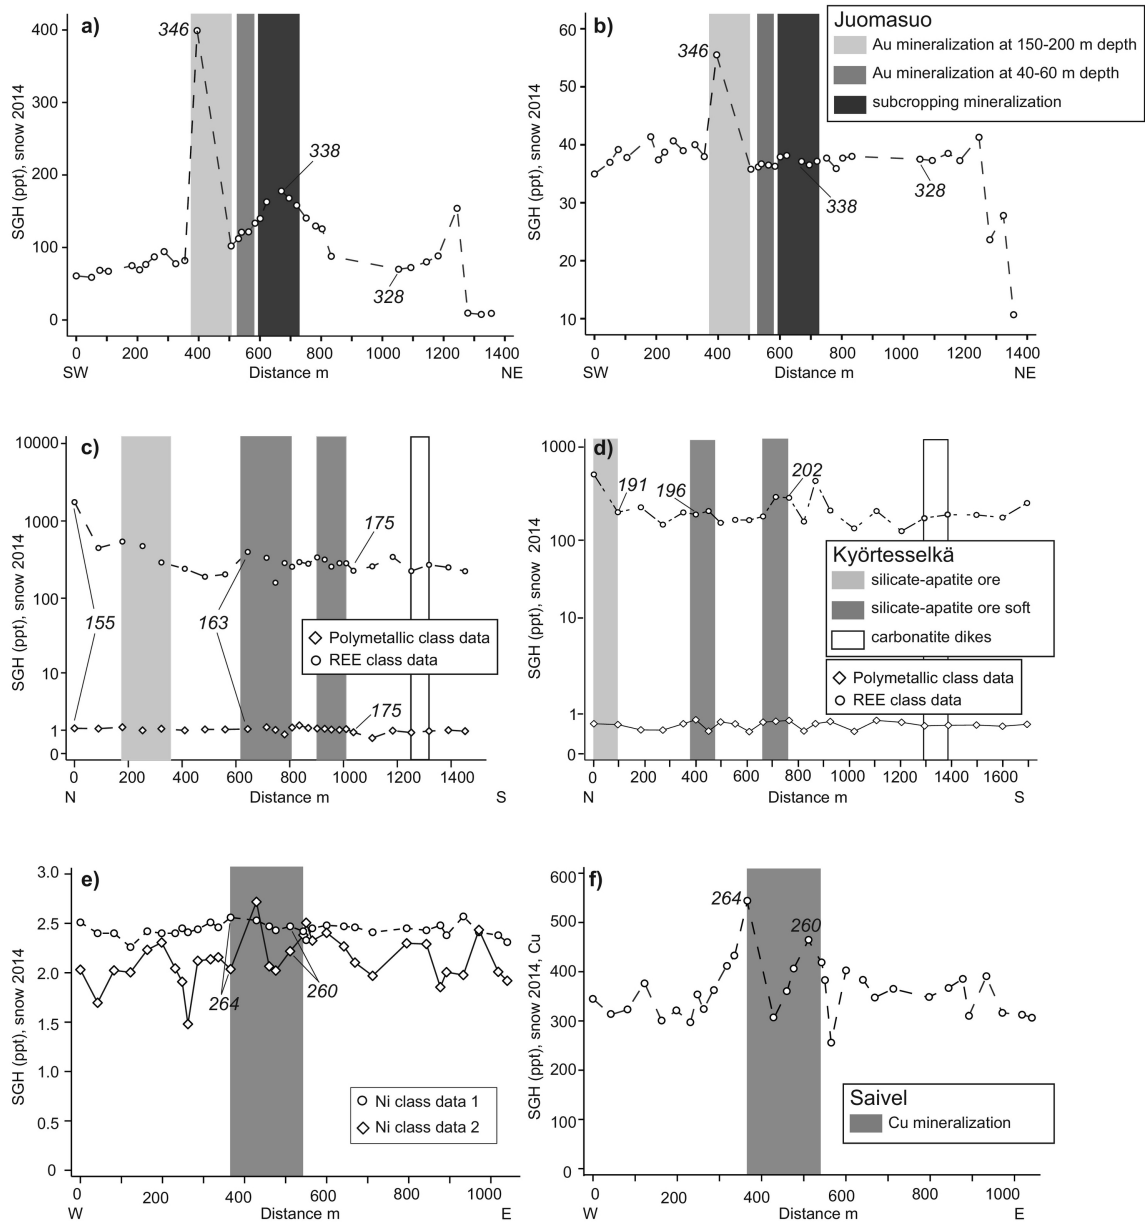 a)
346
338
328
400
300
200
100
0
SGH (ppt), snow 2014
0 200 400 600 800 1000 1200 1400
SW Distance m NE
b)
346
338
328
60
50
40
30
20
10
SGH (ppt), snow 2014
0 200 400 600 800 1000 1200 1400
SW Distance m NE
Juomasuo
Au mineralization at 150-200 m depth
Au mineralization at 40-60 m depth
subcropping mineralization
c)
10000
1000
100
10
1
0
SGH (ppt), snow 2014
155
163
175
175
Polymetallic class data
REE class data
0 200 400 600 800 1000 1200 1400
N Distance m S
d)
1000
100
10
1
0
SGH (ppt), snow 2014
191
196
202
Kyörtesselkä
silicate-apatite ore
silicate-apatite ore soft
carbonatite dikes
Polymetallic class data
REE class data
0 200 400 600 800 1000 1200 1400 1600
N Distance m S
e)
3.0
2.5
2.0
1.5
1.0
0.5
0
SGH (ppt), snow 2014
264
260
Ni class data 1
Ni class data 2
0 200 400 600 800 1000
W Distance m E
f)
600
500
400
300
200
100
0
SGH (ppt), snow 2014, Cu
264
260
Saivel
Cu mineralization
0 200 400 600 800 1000
W Distance m E